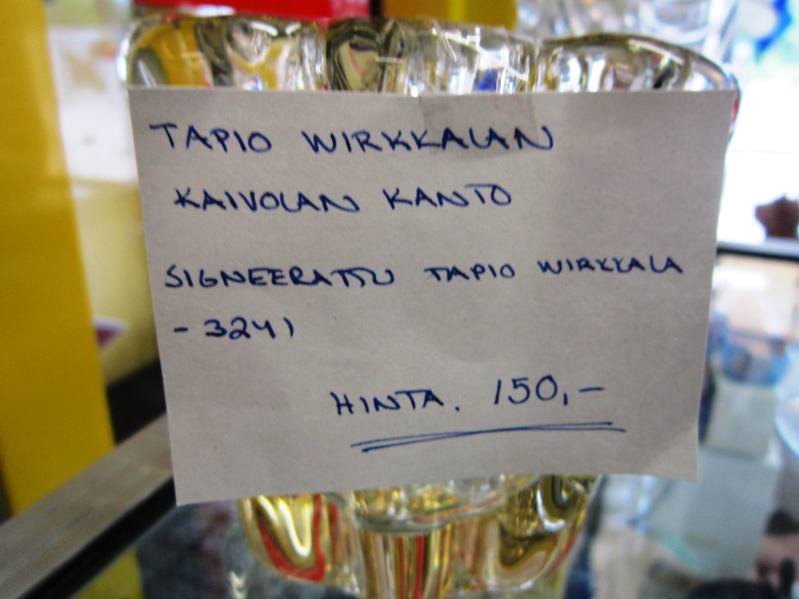 TAPIO WIRKKALAN
KAIVOLAN KANTO
SIGNEERATTU TAPIO WIRKKALA
- 3241
HINTA. 150,-